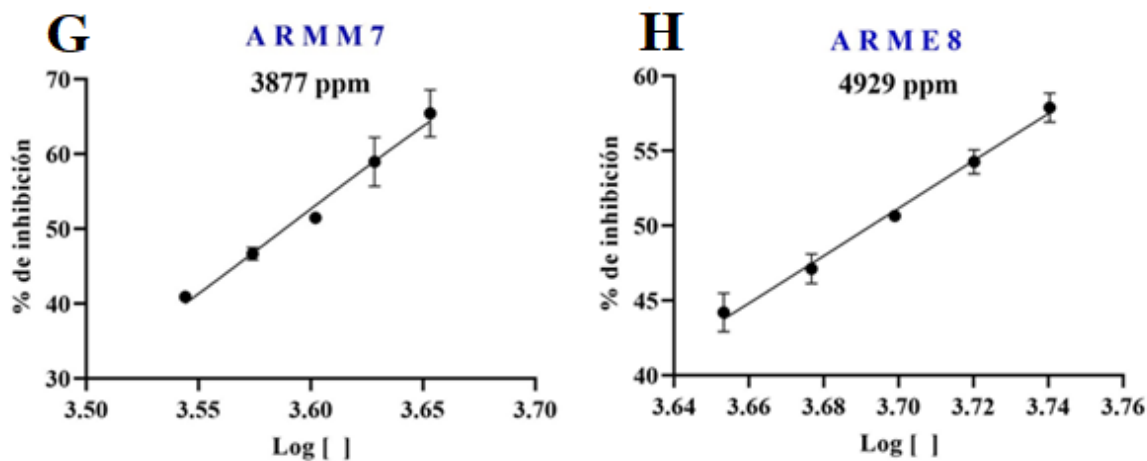 G
A R M M 7
3877 ppm
% de inhibición
70
60
50
40
30
3.50 3.55 3.60 3.65 3.70
Log [ ]
H
A R M E 8
4929 ppm
% de inhibición
60
55
50
45
40
3.64 3.66 3.68 3.70 3.72 3.74 3.76
Log [ ]